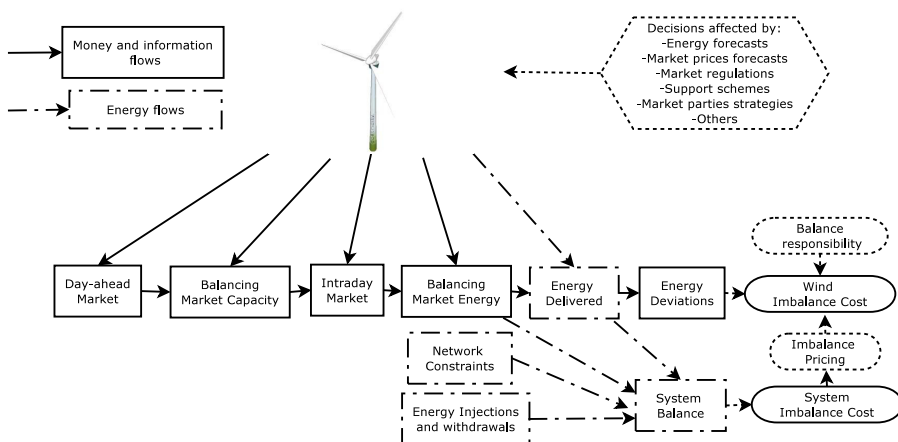 Money and information
flows
Energy flows
Decisions affected by:
-Energy forecasts
-Market prices forecasts
-Market regulations
-Support schemes
-Market parties strategies
-Others
Balance
responsibility
Day-ahead
Market
Balancing
Market Capacity
Intraday
Market
Balancing
Market Energy
Energy
Delivered
Energy
Deviations
Wind
Imbalance Cost
Network
Constraints
Imbalance
Pricing
Energy Injections
and withdrawals
System
Balance
System
Imbalance Cost